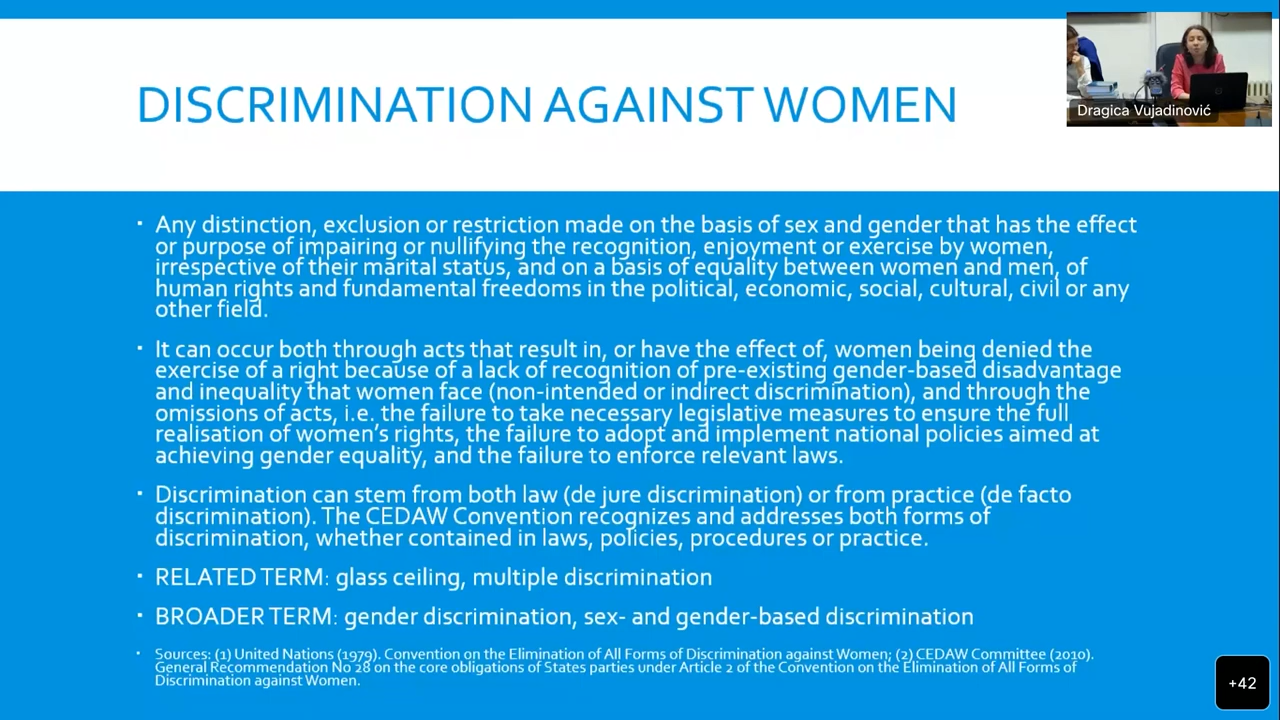 DISCRIMINATION AGAINST WOMEN
Dragica Vujadinović
▪ Any distinction, exclusion or restriction made on the basis of sex and gender that has the effect
or purpose of impairing or nullifying the recognition, enjoyment or exercise by women,
irrespective of their marital status, and on a basis of equality between women and men, of
human rights and fundamental freedoms in the political, economic, social, cultural, civil or any
other field.
▪ It can occur both through acts that result in, or have the effect of, women being denied the
exercise of a right because of a lack of recognition of pre-existing gender-based disadvantage
and inequality that women face (non-intended or indirect discrimination), and through the
omissions of acts, i.e. the failure to take necessary legislative measures to ensure the full
realisation of women's rights, the failure to adopt and implement national policies aimed at
achieving gender equality, and the failure to enforce relevant laws.
▪ Discrimination can stem from both law (de jure discrimination) or from practice (de facto
discrimination). The CEDAW Convention recognizes and addresses both forms of
discrimination, whether contained in laws, policies, procedures or practice.
▪ RELATED TERM: glass ceiling, multiple discrimination
▪ BROADER TERM: gender discrimination, sex- and gender-based discrimination
▪ Sources: (1) United Nations (1979). Convention on the Elimination of All Forms of Discrimination against Women; (2) CEDAW Committee (2010).
General Recommendation No 28 on the core obligations of States parties under Article 2 of the Convention on the Elimination of All Forms of
Discrimination against Women.
+42